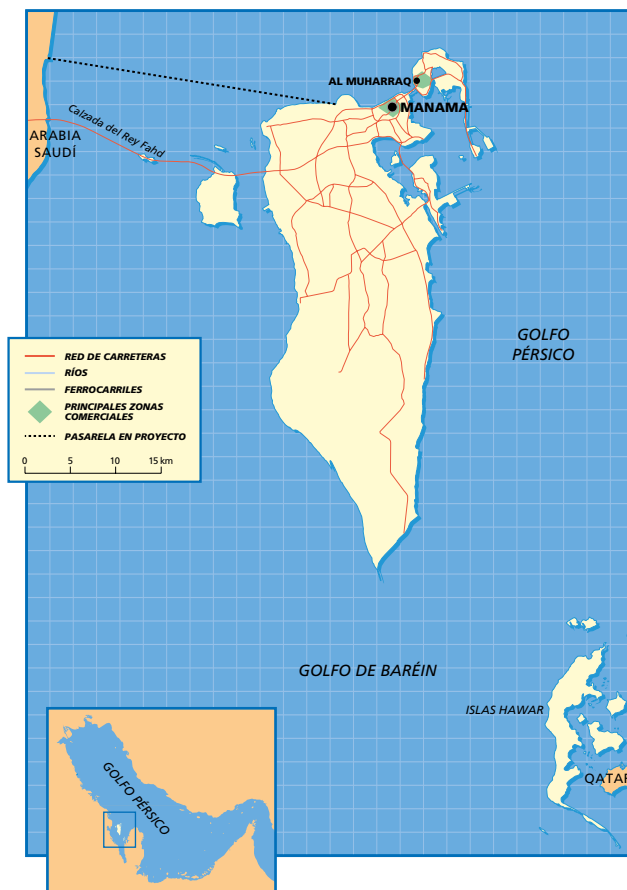 AL MUHARRAQ
MANAMA
Calzada del Rey Fahd
ARABIA
SAUDÍ
GOLFO
PÉRSICO
RED DE CARRETERAS
RÍOS
FERROCARRILES
PRINCIPALES ZONAS
COMERCIALES
PASARELA EN PROYECTO
0 5 10 15 km
GOLFO DE BARÉIN
ISLAS HAWAR
QATAR
GOLFO PÉRSICO